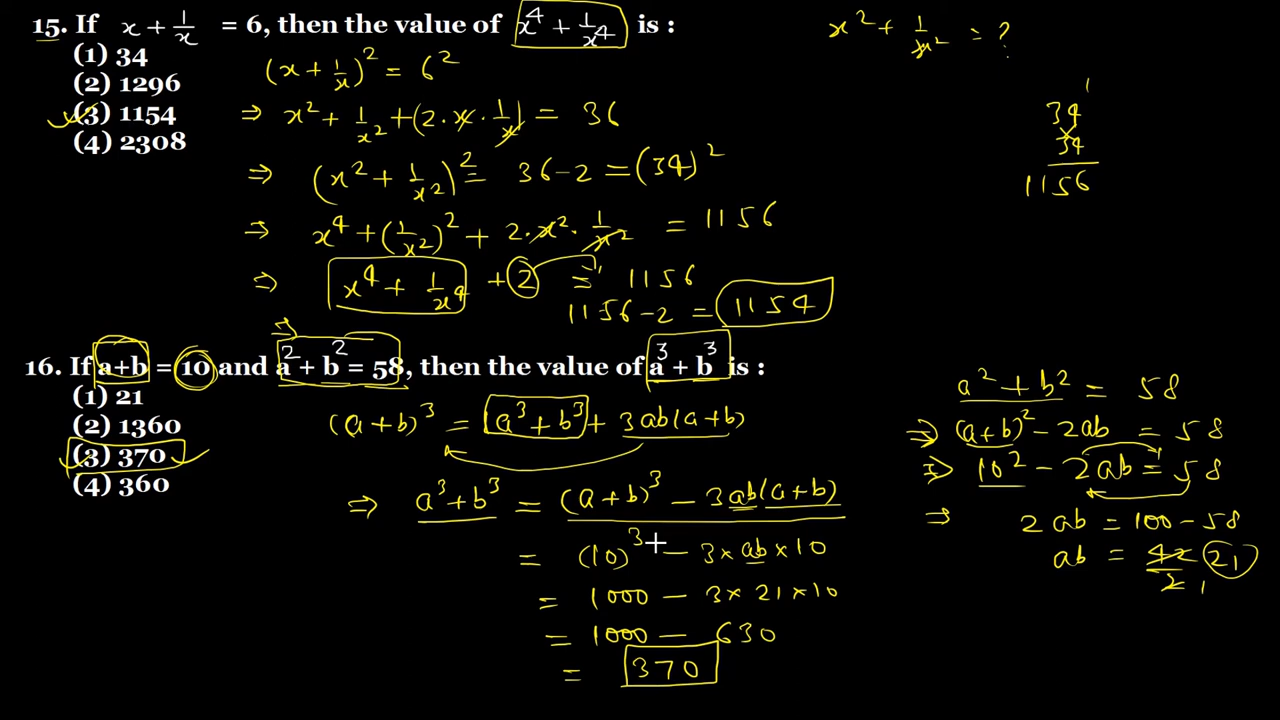 15. If x + 1/x = 6, then the value of x⁴ + 1/x⁴ is :
(1) 34
(2) 1296
(3) 1154
(4) 2308
(x + 1/x)² = 6²
⇒ x² + 1/x² + (2 · x · 1/x) = 36
⇒ (x² + 1/x²)² = 36 - 2 = (34)²
⇒ x⁴ + (1/x²)² + 2 · x² · 1/x² = 1156
⇒ x⁴ + 1/x⁴ + 2 = 1156
1156 - 2 = 1154
x² + 1/x² = ?
1
34
× 34
1156
16. If a+b = 10 and a² + b² = 58, then the value of a³ + b³ is :
(1) 21
(2) 1360
(3) 370
(4) 360
⇒
(a+b)³ = a³ + b³ + 3ab(a+b)
⇒ a³ + b³ = (a+b)³ - 3ab(a+b)
= (10)³ - 3 × ab × 10
= 1000 - 3 × 21 × 10
= 1000 - 630
= 370
a² + b² = 58
⇒ (a+b)² - 2ab = 58
⇒ 10² - 2ab = 58
⇒ 2ab = 100 - 58
ab = 42/2 21
1